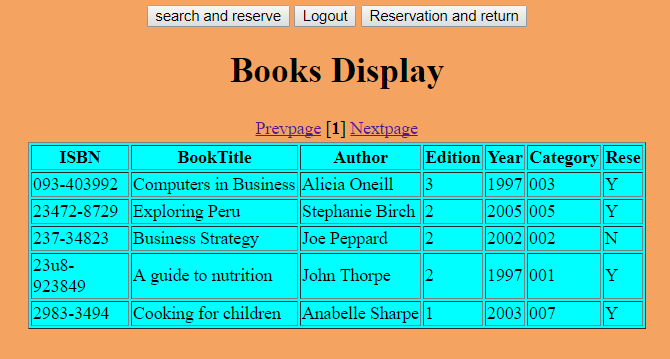 search and reserve Logout Reservation and return
Books Display
Prevpage [1] Nextpage
ISBN BookTitle Author Edition Year Category Rese
093-403992 Computers in Business Alicia Oneill 3 1997 003 Y
23472-8729 Exploring Peru Stephanie Birch 2 2005 005 Y
237-34823 Business Strategy Joe Peppard 2 2002 002 N
23u8-923849 A guide to nutrition John Thorpe 2 1997 001 Y
2983-3494 Cooking for children Anabelle Sharpe 1 2003 007 Y